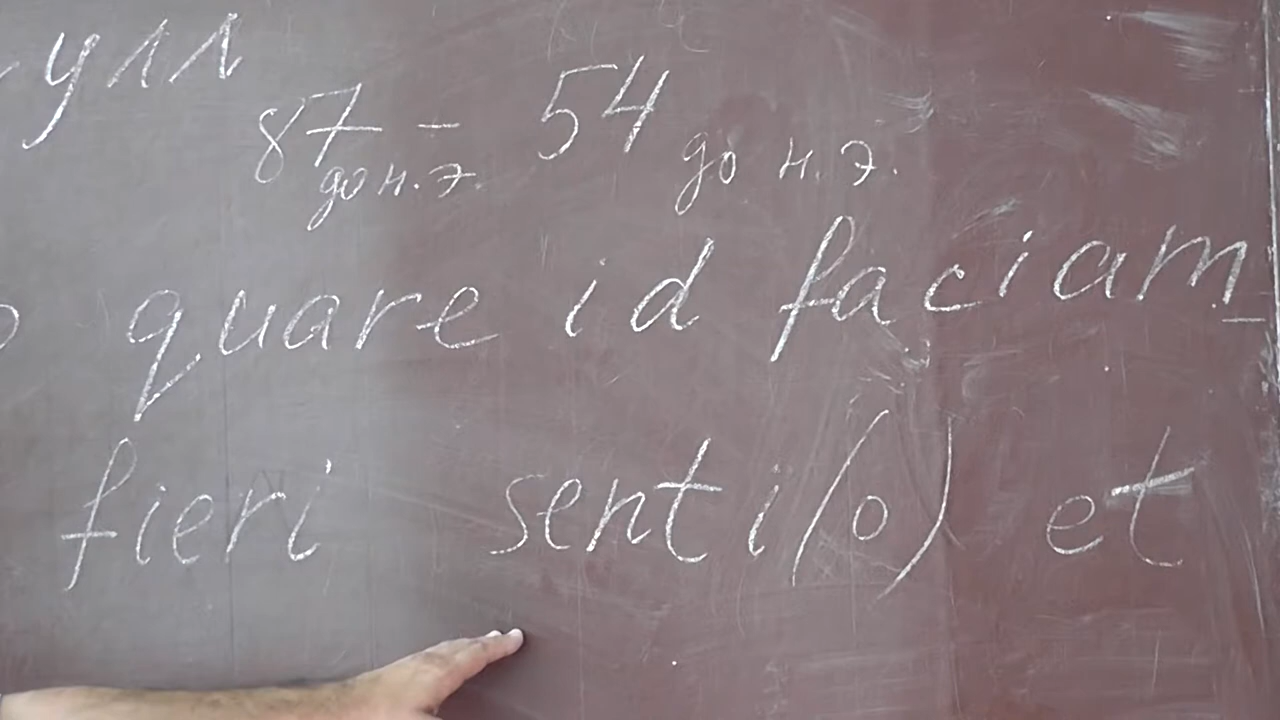 улл
87 - 54 до н.э.
до н.э.
quare id faciam
fieri senti(o) et